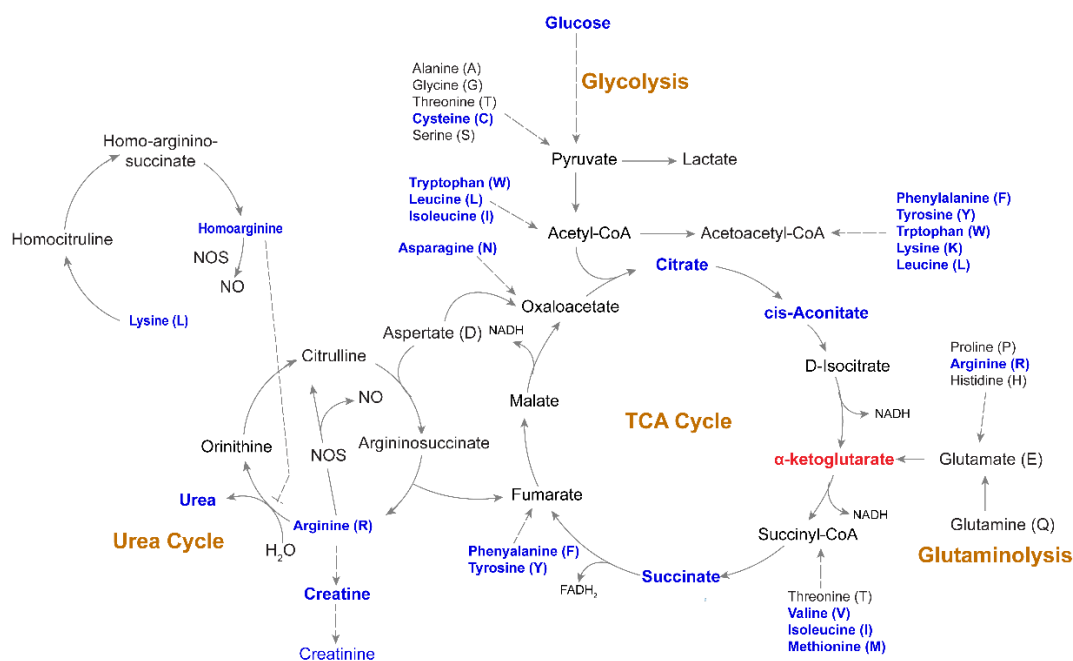 Glucose
Alanine (A)
Glycine (G)
Threonine (T)
Cysteine (C)
Serine (S)
Glycolysis
Pyruvate
Lactate
Homo-arginino-
succinate
Homoarginine
Homocitruline
NOS
NO
Lysine (L)
Tryptophan (W)
Leucine (L)
Isoleucine (I)
Acetyl-CoA
Acetoacetyl-CoA
Phenylalanine (F)
Tyrosine (Y)
Trptophan (W)
Lysine (K)
Leucine (L)
Asparagine (N)
Citrate
Oxaloacetate
cis-Aconitate
Aspertate (D)
NADH
Citrulline
D-Isocitrate
Proline (P)
Arginine (R)
Histidine (H)
NO
Malate
NADH
TCA Cycle
Orinithine
NOS
Argininosuccinate
α-ketoglutarate
Glutamate (E)
Urea
Arginine (R)
Fumarate
NADH
Glutamine (Q)
Urea Cycle
H2O
Succinyl-CoA
Glutaminolysis
Phenyalanine (F)
Tyrosine (Y)
FADH2
Succinate
Creatine
Threonine (T)
Valine (V)
Isoleucine (I)
Methionine (M)
Creatinine